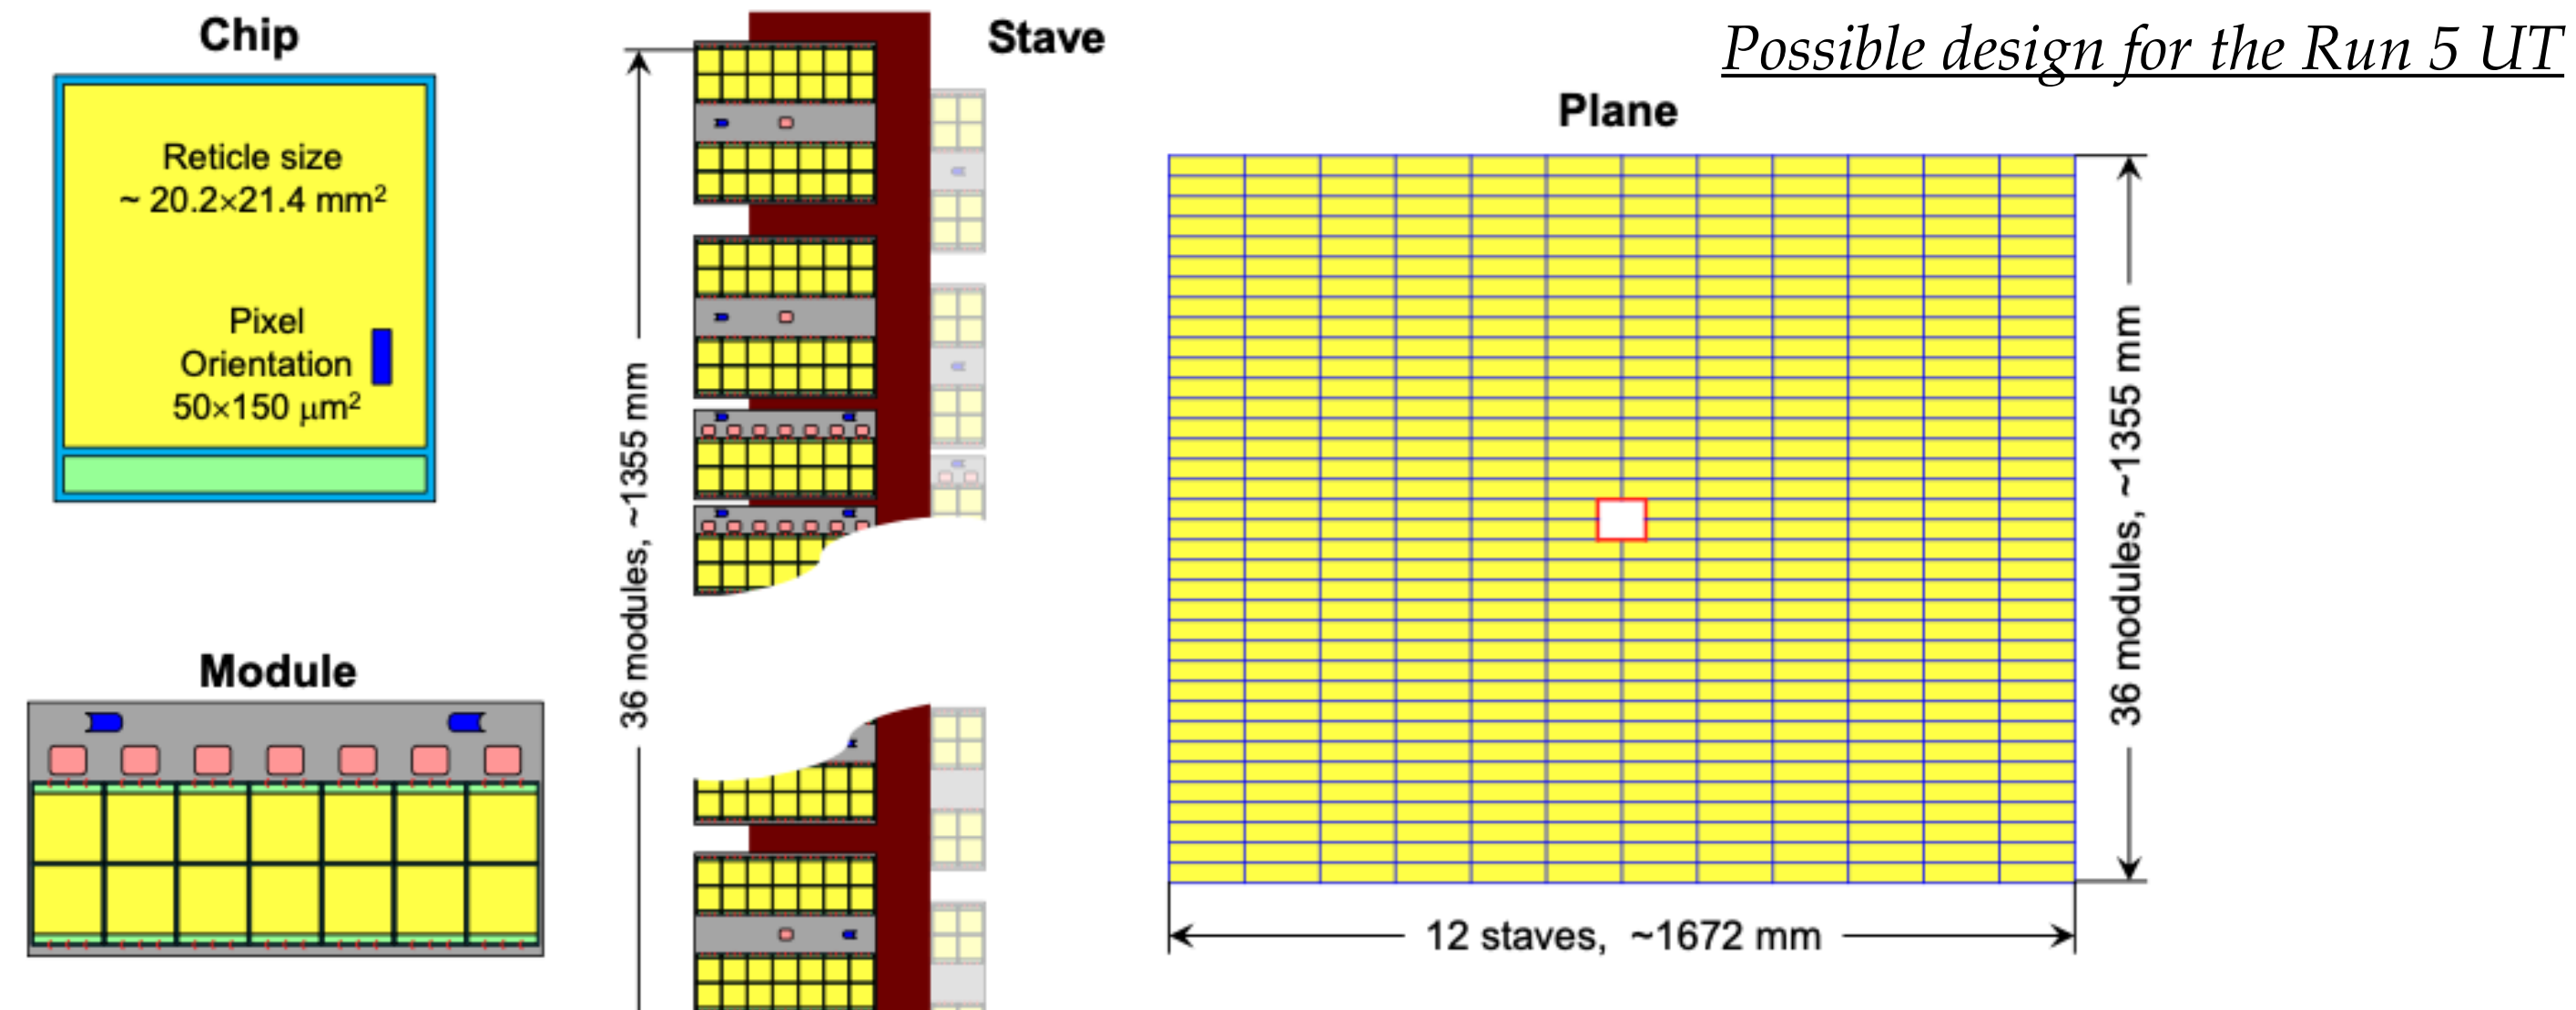 Possible design for the Run 5 UT
Chip
Reticle size
~ 20.2×21.4 mm²
Pixel
Orientation
50×150 μm²
Module
Stave
36 modules, ~1355 mm
Plane
36 modules, ~1355 mm
12 staves, ~1672 mm